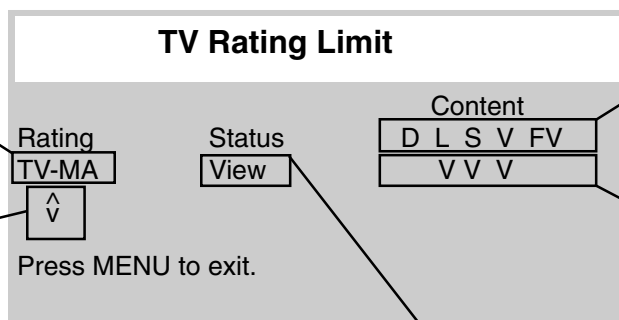 TV Rating Limit
Content
Rating Status D L S V FV
TV-MA View V V V
^
v
Press MENU to exit.